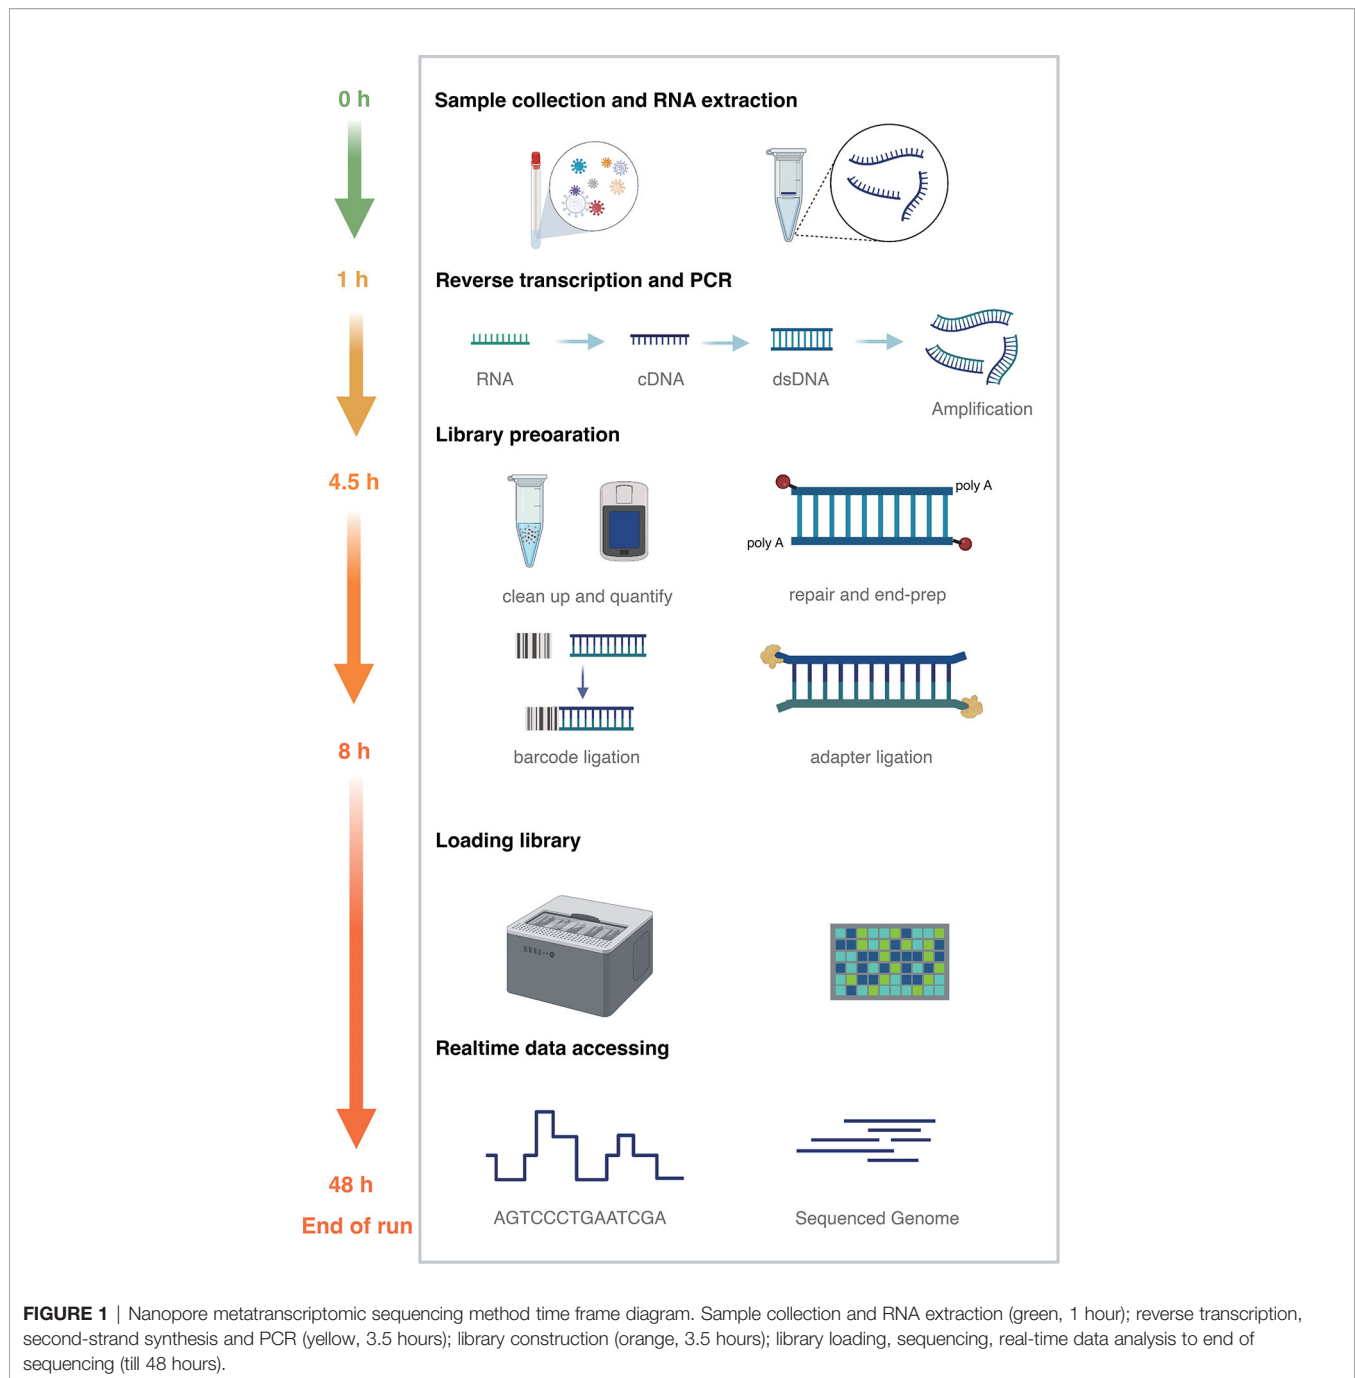 0 h
Sample collection and RNA extraction
1 h
Reverse transcription and PCR
RNA
cDNA
dsDNA
Amplification
Library preoaration
4.5 h
poly A
poly A
clean up and quantify
repair and end-prep
barcode ligation
adapter ligation
8 h
Loading library
Realtime data accessing
AGTCCCTGAATCGA
Sequenced Genome
48 h
End of run
FIGURE 1 | Nanopore metatranscriptomic sequencing method time frame diagram. Sample collection and RNA extraction (green, 1 hour); reverse transcription,
second-strand synthesis and PCR (yellow, 3.5 hours); library construction (orange, 3.5 hours); library loading, sequencing, real-time data analysis to end of
sequencing (till 48 hours).